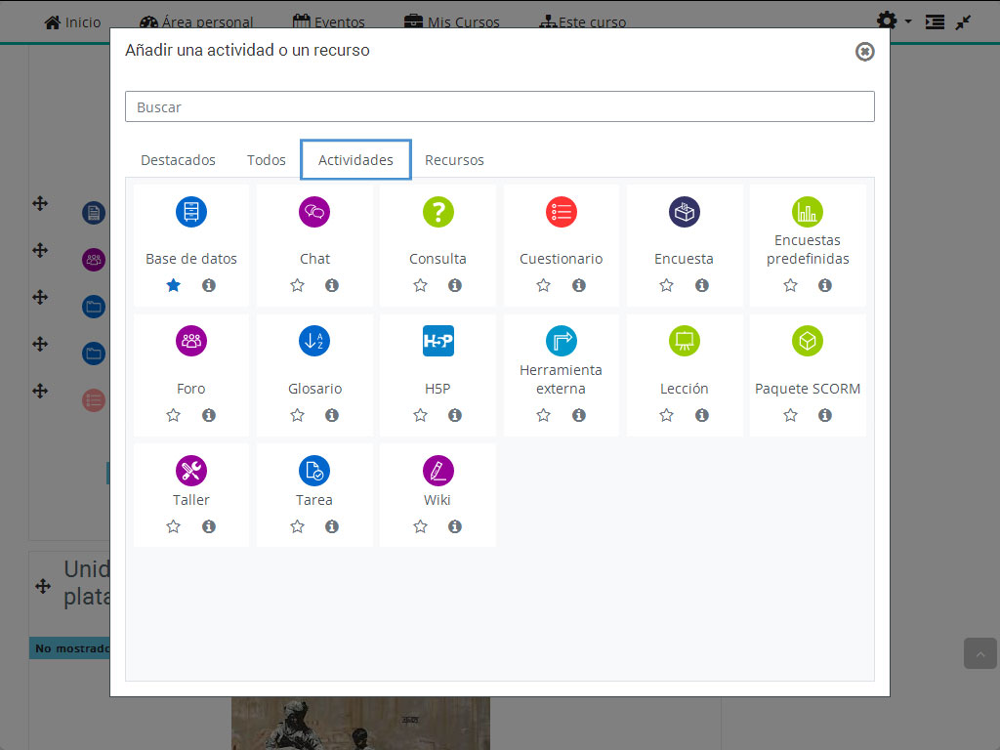 Inicio Área personal Eventos Mis Cursos Este curso
Añadir una actividad o un recurso
Buscar
Destacados Todos Actividades Recursos
Base de datos Chat Consulta Cuestionario Encuesta Encuestas
predefinidas
Foro Glosario H5P Herramienta
externa Lección Paquete SCORM
Taller Tarea Wiki
Unid
plata
No mostrado